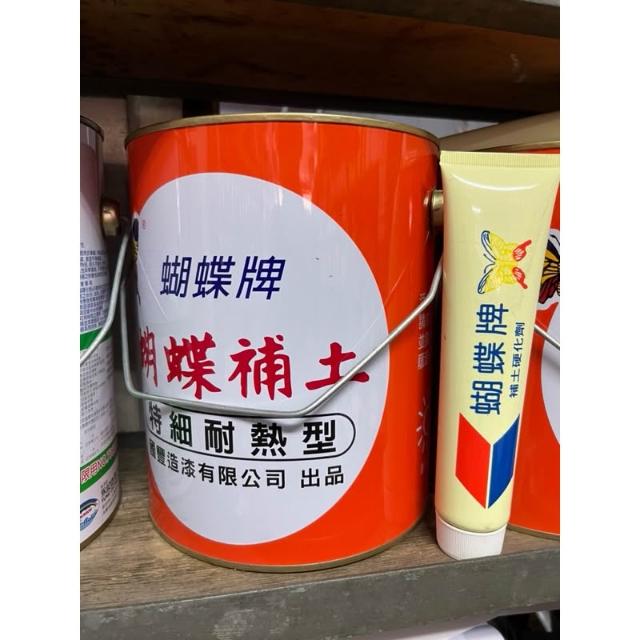 蝴蝶牌
蝴蝶補土
特細耐熱型
國豐造漆有限公司 出品
蝴蝶牌
補土硬化劑